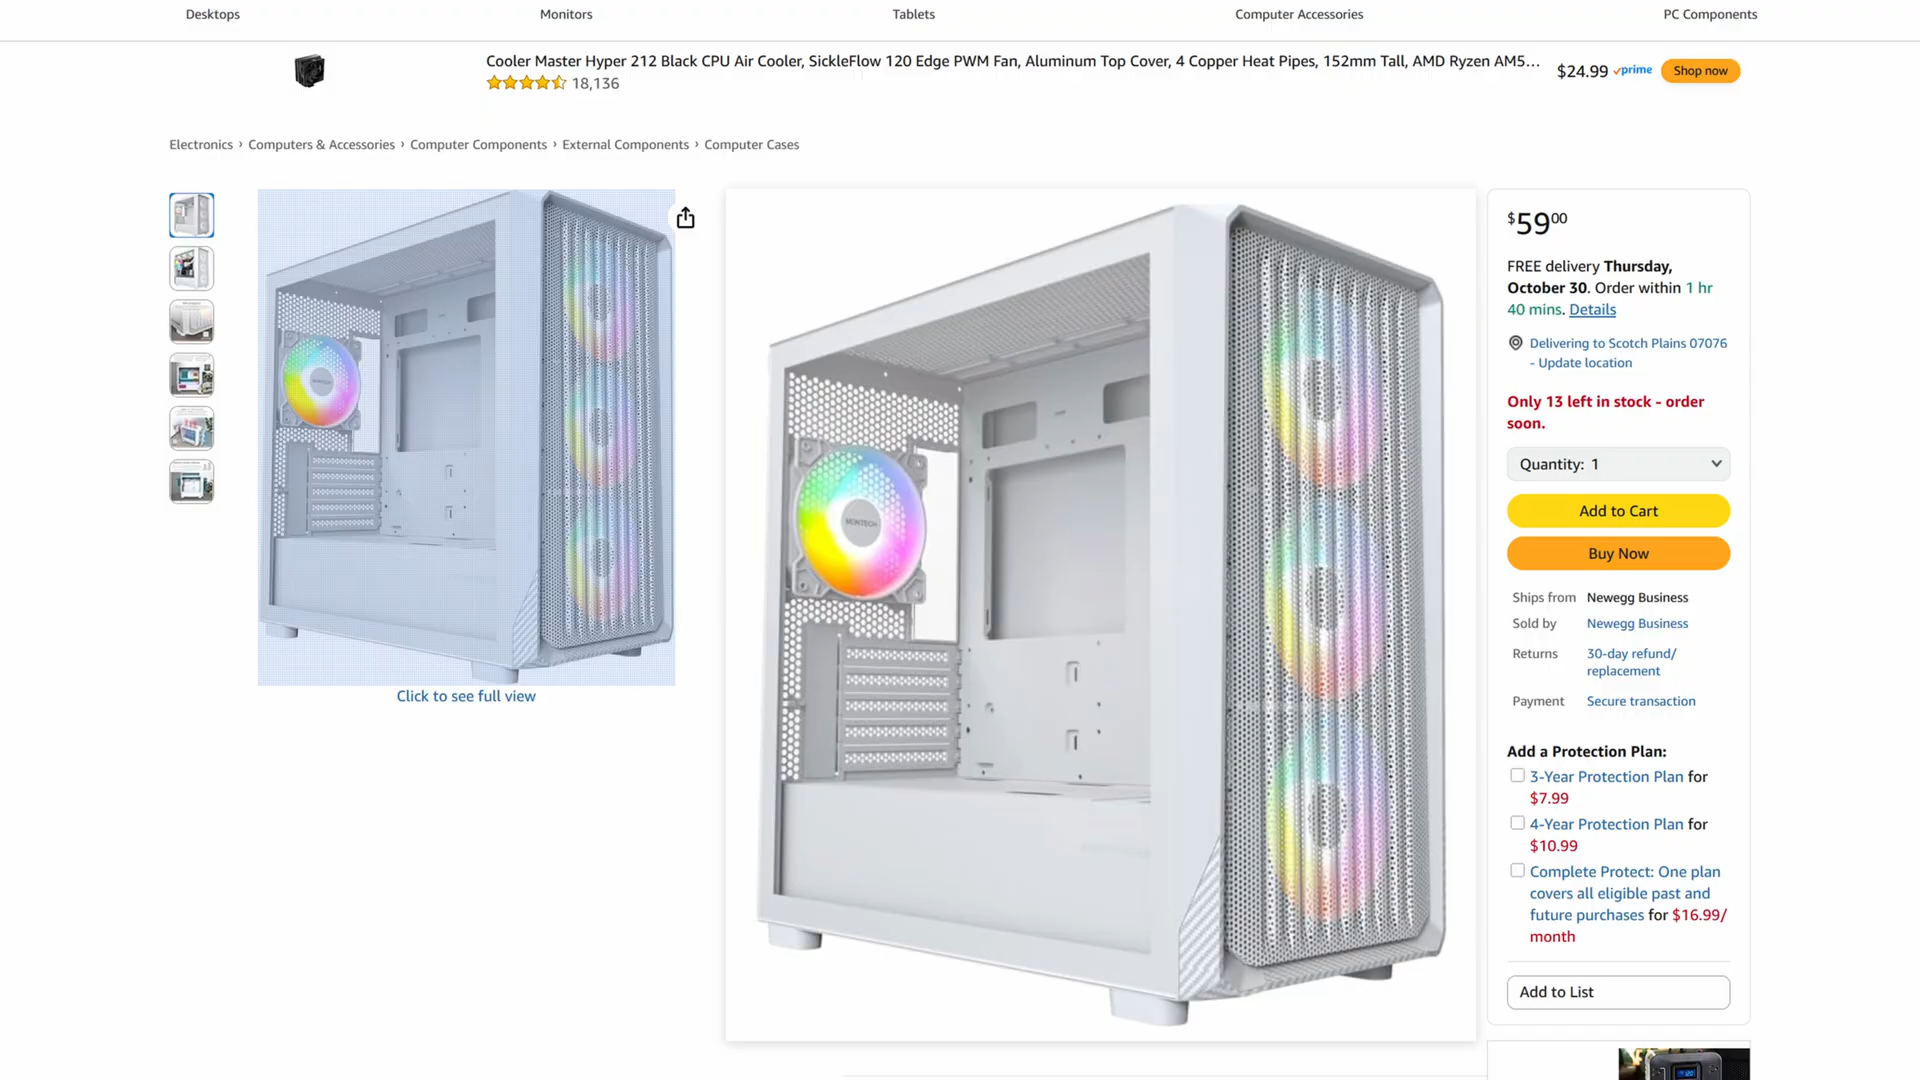 Desktops
Monitors
Tablets
Computer Accessories
PC Components
Cooler Master Hyper 212 Black CPU Air Cooler, SickleFlow 120 Edge PWM Fan, Aluminum Top Cover, 4 Copper Heat Pipes, 152mm Tall, AMD Ryzen AM5...
18,136
$24.99 prime
Shop now
Electronics › Computers & Accessories › Computer Components › External Components › Computer Cases
Click to see full view
MONTECH
MONTECH
$5900
FREE delivery Thursday,
October 30. Order within 1 hr
40 mins. Details
Delivering to Scotch Plains 07076
- Update location
Only 13 left in stock - order
soon.
Quantity: 1
Add to Cart
Buy Now
Ships from Newegg Business
Sold by Newegg Business
Returns 30-day refund/
replacement
Payment Secure transaction
Add a Protection Plan:
3-Year Protection Plan for
$7.99
4-Year Protection Plan for
$10.99
Complete Protect: One plan
covers all eligible past and
future purchases for $16.99/
month
Add to List